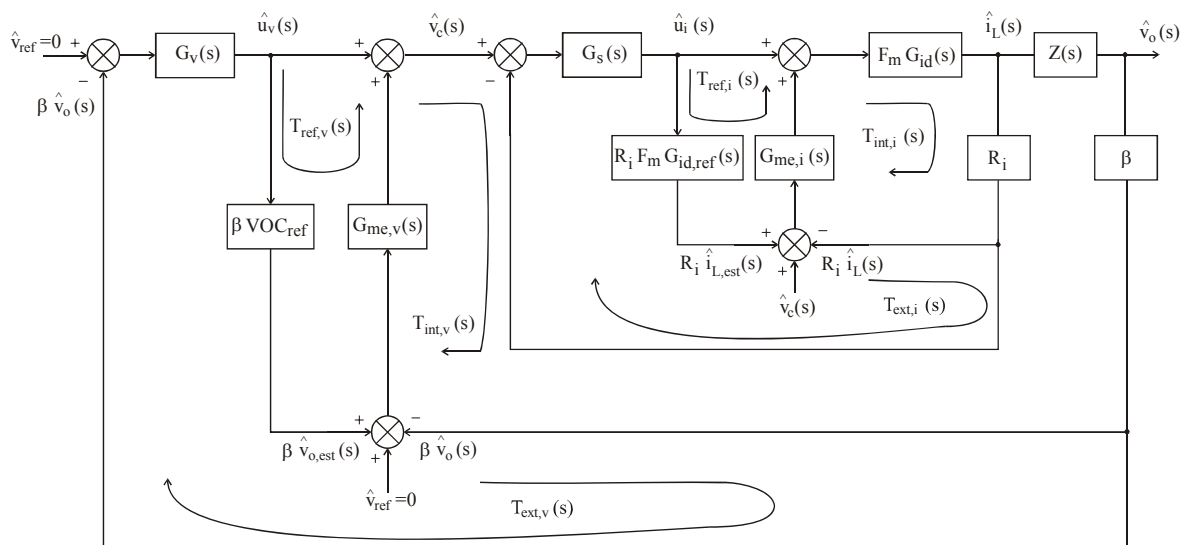 v̂ref =0
+
−
β v̂o(s)
Gv(s)
ûv(s)
+
+
v̂c(s)
+
−
Gs(s)
ûi(s)
+
+
Fm Gid(s)
îL(s)
Z(s)
v̂o(s)
Tref,v(s)
Tref,i(s)
Tint,i(s)
Ri Fm Gid,ref(s)
Gme,i(s)
Ri
β
β VOCref
Gme,v(s)
+
−
Ri îL,est(s)
+
Ri îL(s)
v̂c(s)
Text,i (s)
Tint,v(s)
+
−
β v̂o,est(s)
+
β v̂o(s)
v̂ref =0
Text,v(s)